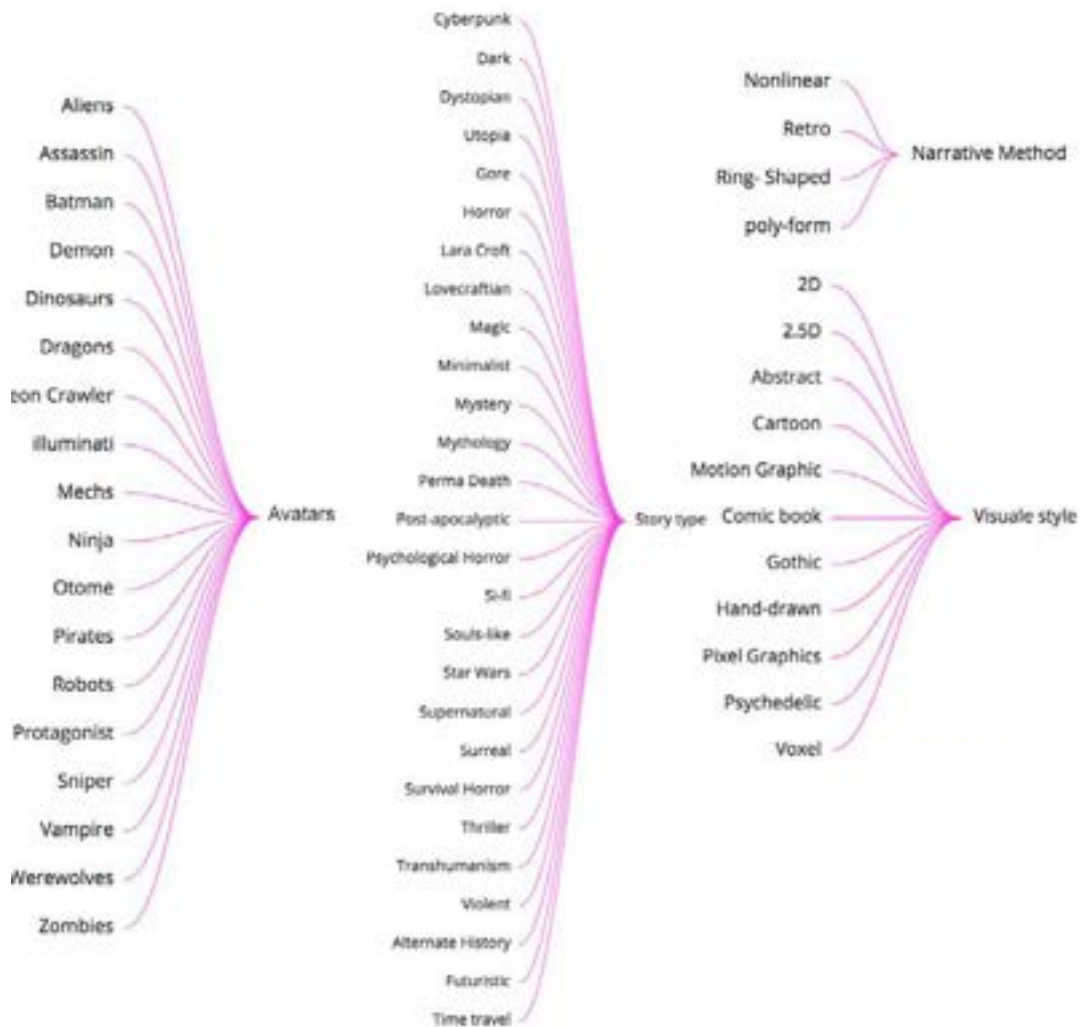 Aliens
Assassin
Batman
Demon
Dinosaurs
Dragons
eon Crawler
illuminati
Mechs
Ninja
Otome
Pirates
Robots
Protagonist
Sniper
Vampire
Werewolves
Zombies
Avatars
Cyberpunk
Dark
Dystopian
Utopia
Gore
Horror
Lara Croft
Lovecraftian
Magic
Minimalist
Mystery
Mythology
Perma Death
Post-apocalyptic
Psychological Horror
Si-fi
Souls-like
Star Wars
Supernatural
Surreal
Survival Horror
Thriller
Transhumanism
Violent
Alternate History
Futuristic
Time travel
Story type
Nonlinear
Retro
Ring- Shaped
poly-form
Narrative Method
2D
2.5D
Abstract
Cartoon
Motion Graphic
Comic book
Gothic
Hand-drawn
Pixel Graphics
Psychedelic
Voxel
Visuale style